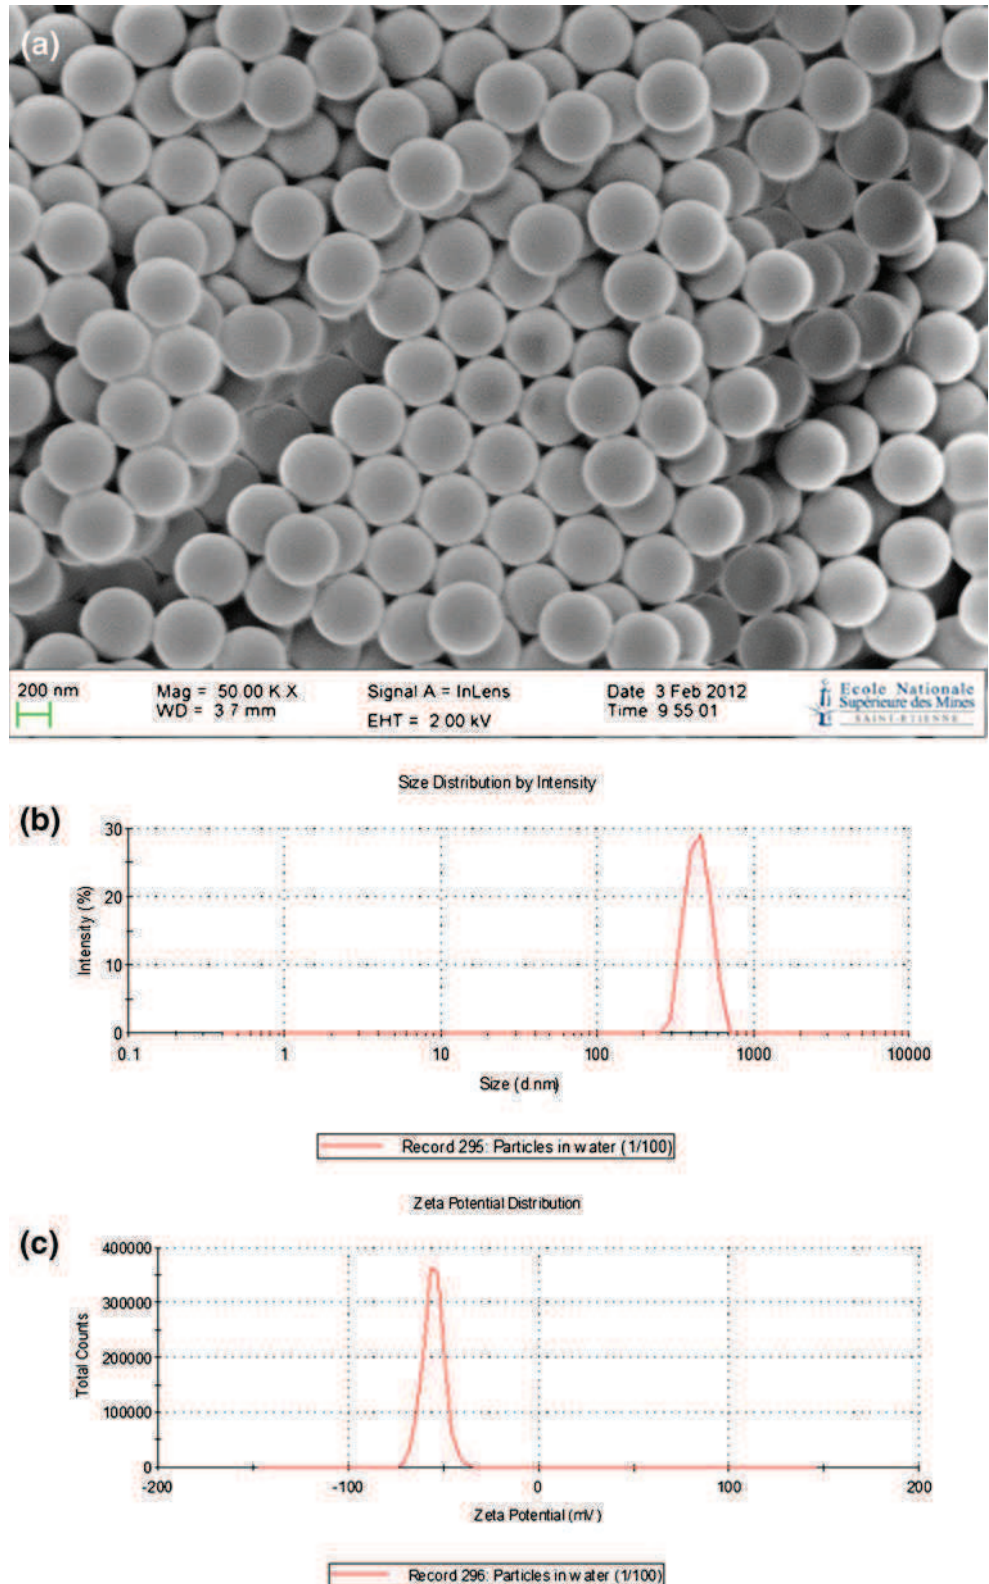 (a)
200 nm
Mag = 50.00 K X
WD = 3.7 mm
Signal A = InLens
EHT = 2.00 kV
Date 3 Feb 2012
Time 9 55 01
Ecole Nationale
Supérieure des Mines
SAINT-ETIENNE
Size Distribution by Intensity
(b)
30
20
10
0
Intensity (%)
0.1 1 10 100 1000 10000
Size (d.nm)
Record 295: Particles in water (1/100)
Zeta Potential Distribution
(c)
400000
300000
200000
100000
0
Total Counts
-200 -100 0 100 200
Zeta Potential (mV)
Record 296: Particles in water (1/100)